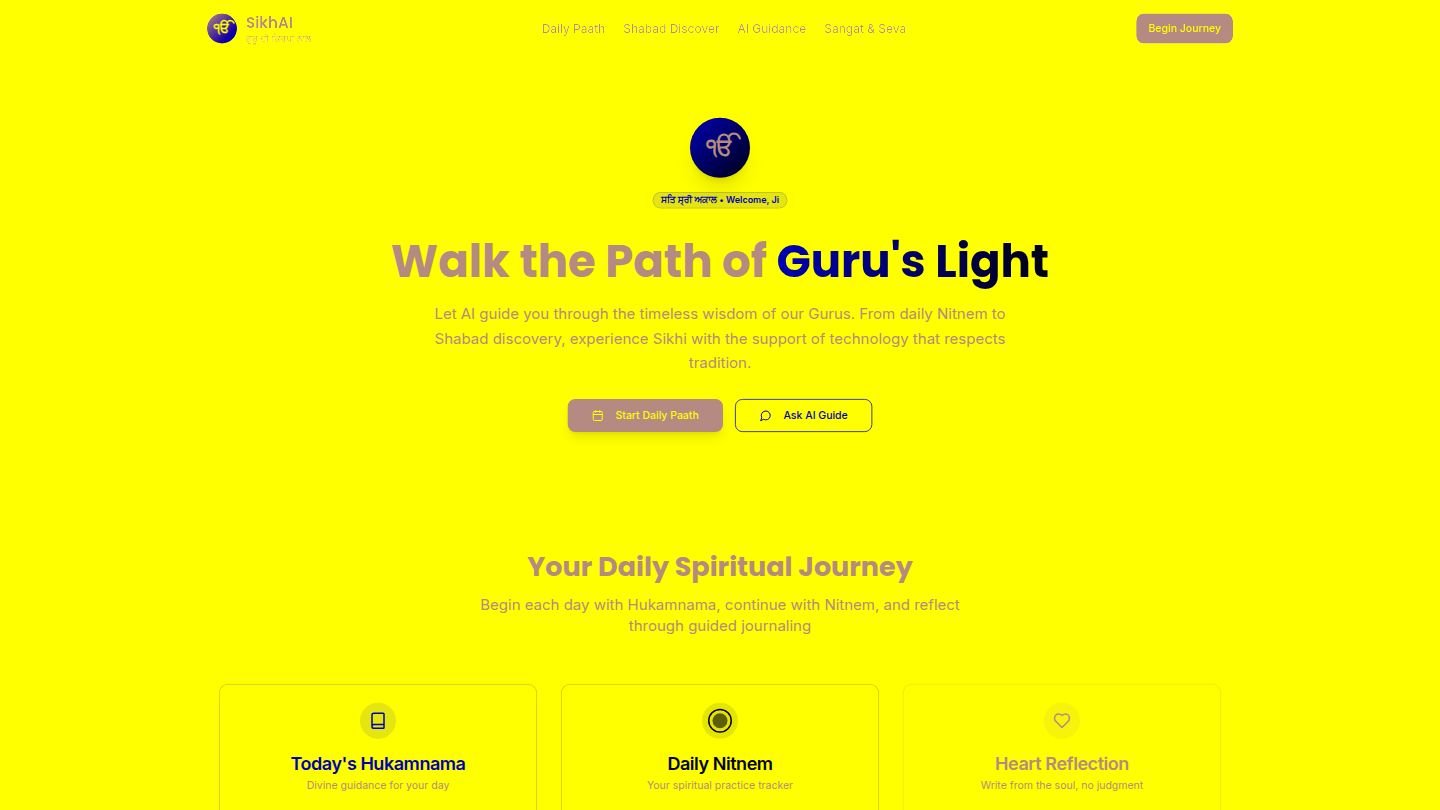 ੴ
SikhAI
ਗੁਰੂ ਦੀ ਕਿਰਪਾ ਨਾਲ
Daily Paath
Shabad Discover
AI Guidance
Sangat & Seva
Begin Journey
ੴ
ਸਤਿ ਸ੍ਰੀ ਅਕਾਲ • Welcome, Ji
Walk the Path of Guru's Light
Let AI guide you through the timeless wisdom of our Gurus. From daily Nitnem to
Shabad discovery, experience Sikhi with the support of technology that respects
tradition.
Start Daily Paath
Ask AI Guide
Your Daily Spiritual Journey
Begin each day with Hukamnama, continue with Nitnem, and reflect
through guided journaling
Today's Hukamnama
Divine guidance for your day
Daily Nitnem
Your spiritual practice tracker
Heart Reflection
Write from the soul, no judgment